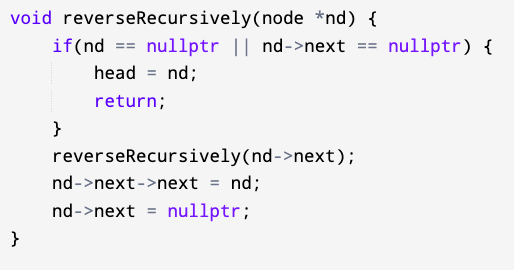 void reverseRecursively(node *nd) {
    if(nd == nullptr || nd->next == nullptr) {
        head = nd;
        return;
    }
    reverseRecursively(nd->next);
    nd->next->next = nd;
    nd->next = nullptr;
}